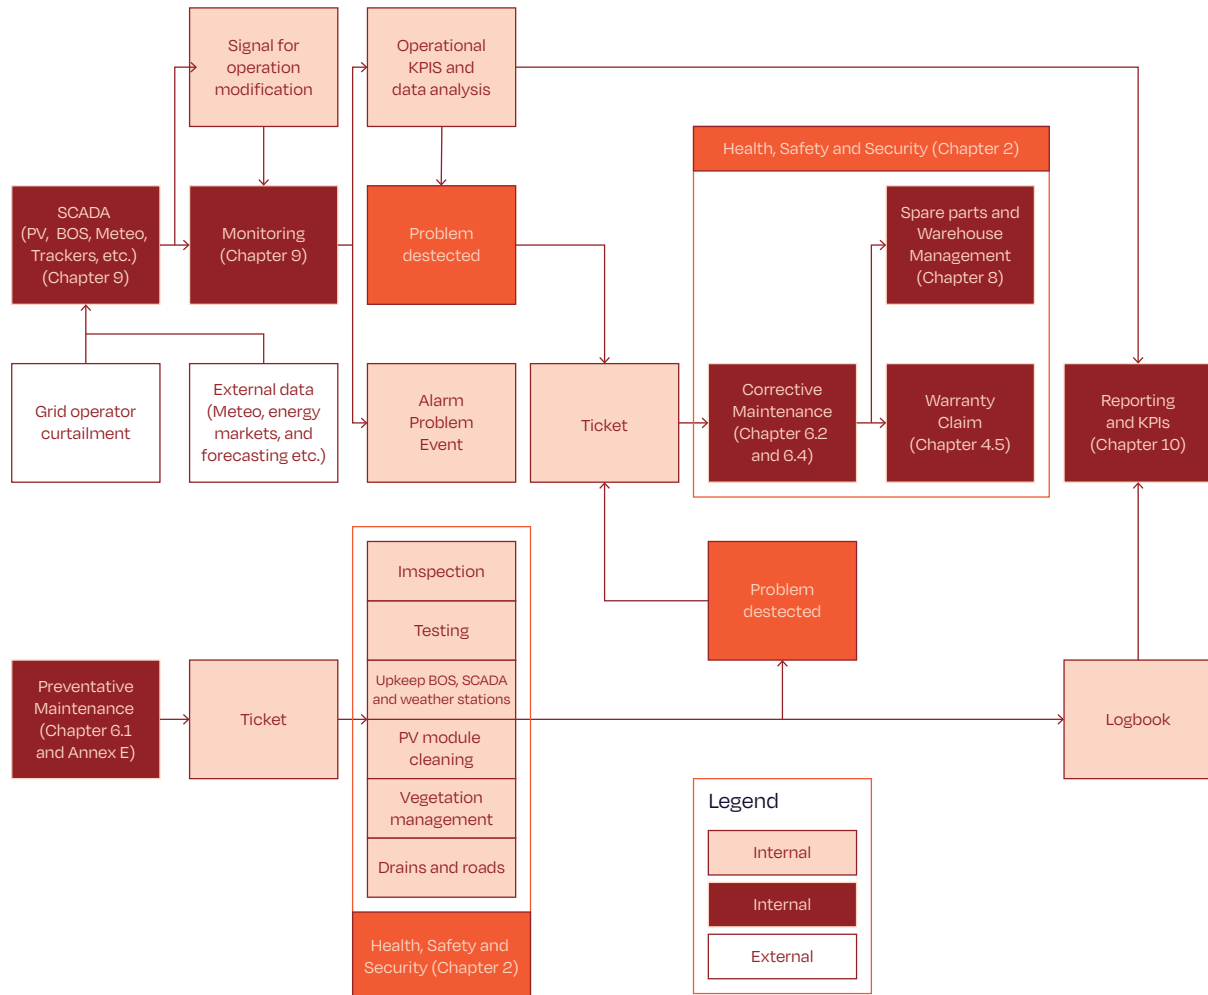 Signal for
operation
modification
Operational
KPIS and
data analysis
Health, Safety and Security (Chapter 2)
SCADA
(PV, BOS, Meteo,
Trackers, etc.)
(Chapter 9)
Monitoring
(Chapter 9)
Problem
destected
Spare parts and
Warehouse
Management
(Chapter 8)
Grid operator
curtailment
External data
(Meteo, energy
markets, and
forecasting etc.)
Alarm
Problem
Event
Ticket
Corrective
Maintenance
(Chapter 6.2
and 6.4)
Warranty
Claim
(Chapter 4.5)
Reporting
and KPIs
(Chapter 10)
Imspection
Testing
Upkeep BOS, SCADA
and weather stations
PV module
cleaning
Vegetation
management
Drains and roads
Health, Safety and
Security (Chapter 2)
Problem
destected
Preventative
Maintenance
(Chapter 6.1
and Annex E)
Ticket
Logbook
Legend
Internal
Internal
External